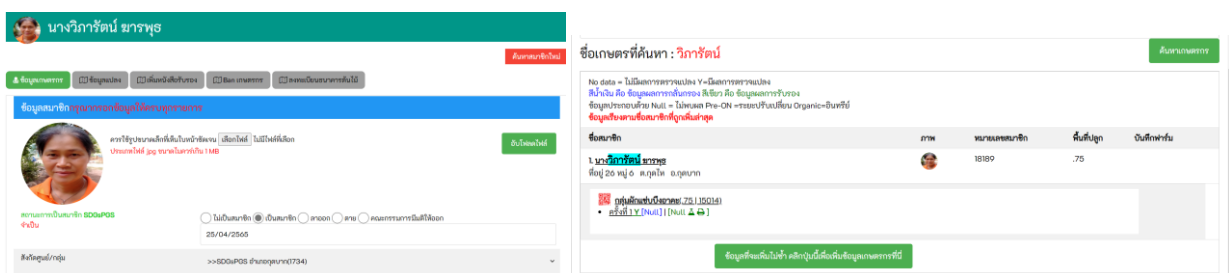 นางวิภารัตน์ ฆารพุธ
ค้นหาสมาชิกใหม่
ข้อมูลเกษตรกร ข้อมูลแปลง เพิ่มหนังสือรับรอง Ban เกษตรกร ลงทะเบียนธนาคารต้นไม้
ข้อมูลสมาชิกกรุณากรอกข้อมูลให้ครบทุกรายการ
ควรใช้รูปขนาดเล็กที่เห็นใบหน้าชัดเจน เลือกไฟล์ ไม่มีไฟล์ที่เลือก
ประเภทไฟล์ jpg ขนาดไม่ควรเกิน 1 MB
อัปโหลดไฟล์
สถานะการเป็นสมาชิก SDGsPGS
จำเป็น
ไม่เป็นสมาชิก เป็นสมาชิก ลาออก ตาย คณะกรรมการมีมติให้ออก
25/04/2565
สังกัดศูนย์/กลุ่ม
>>SDGsPGS อำเภอกุดบาก(1734)
ชื่อเกษตรที่ค้นหา : วิภารัตน์
ค้นหาเกษตรกร
No data = ไม่มีผลการตรวจแปลง Y=มีผลการตรวจแปลง
สีน้ำเงิน คือ ข้อมูลผลการกลั่นกรอง สีเขียว คือ ข้อมูลผลการรับรอง
ข้อมูลประกอบด้วย Null = ไม่พบผล Pre-ON =ระยะปรับเปลี่ยน Organic=อินทรีย์
ข้อมูลเรียงตามชื่อสมาชิกที่ถูกเพิ่มล่าสุด
ชื่อสมาชิก ภาพ หมายเลขสมาชิก พื้นที่ปลูก บันทึกฟาร์ม
1. นางวิภารัตน์ ฆารพุธ 18189 .75
ที่อยู่ 26 หมู่ 6 ต.กุดไห อ.กุดบาก
กลุ่มผักแซ่บบึงอาคะ(.75 | 15014)
ครั้งที่ 1 Y [Null] | [Null ]
ข้อมูลที่จะเพิ่มไม่ซ้ำ คลิกปุ่มนี้เพื่อเพิ่มข้อมูลเกษตรกรที่นี่